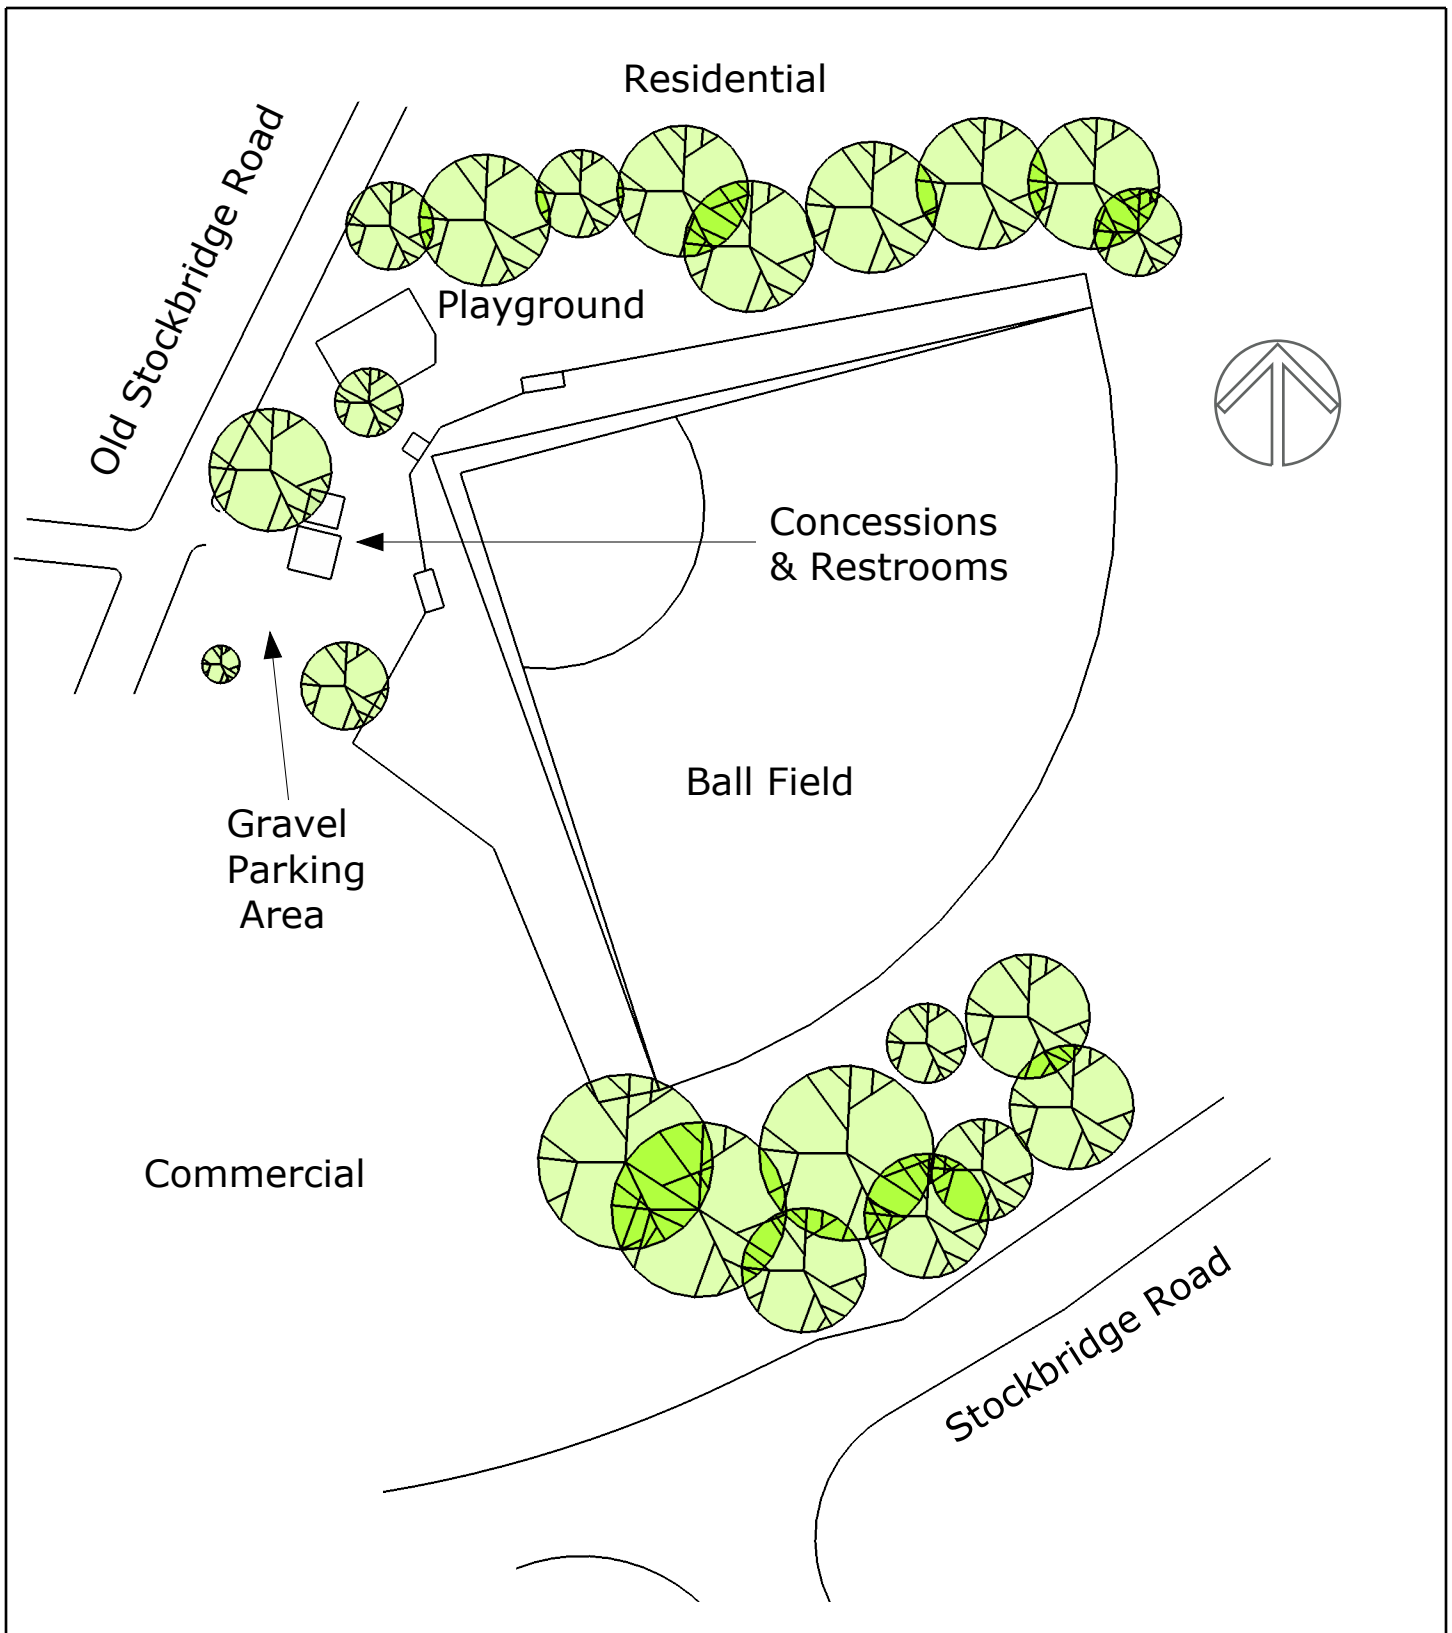 Residential
Old Stockbridge Road
Playground
Concessions
& Restrooms
Ball Field
Gravel
Parking
Area
Commercial
Stockbridge Road